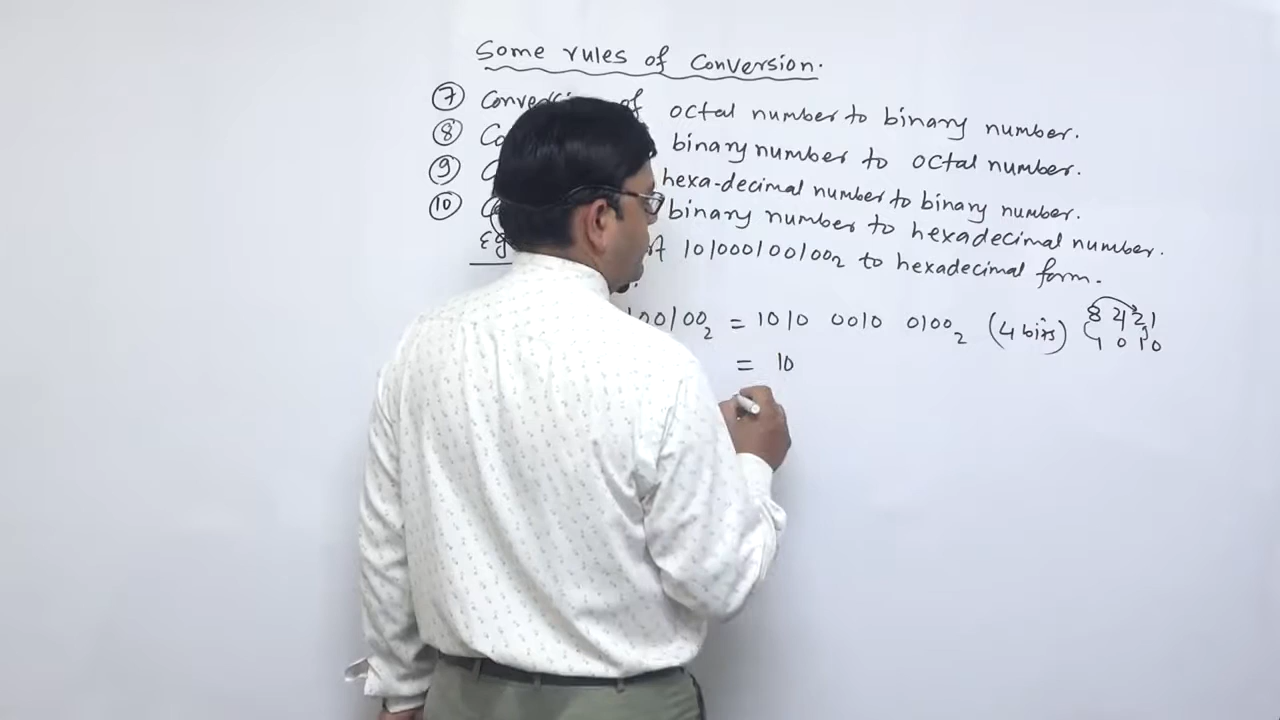 Some rules of Conversion.
7 of octal number to binary number.
8 binary number to octal number.
9 hexa-decimal number to binary number.
10 binary number to hexadecimal number.
Eg 101000100100₂ to hexadecimal form.
100100₂ = 1010 0010 0100₂ (4 bits) 8 4 2 1
1 0 1 0
= 10